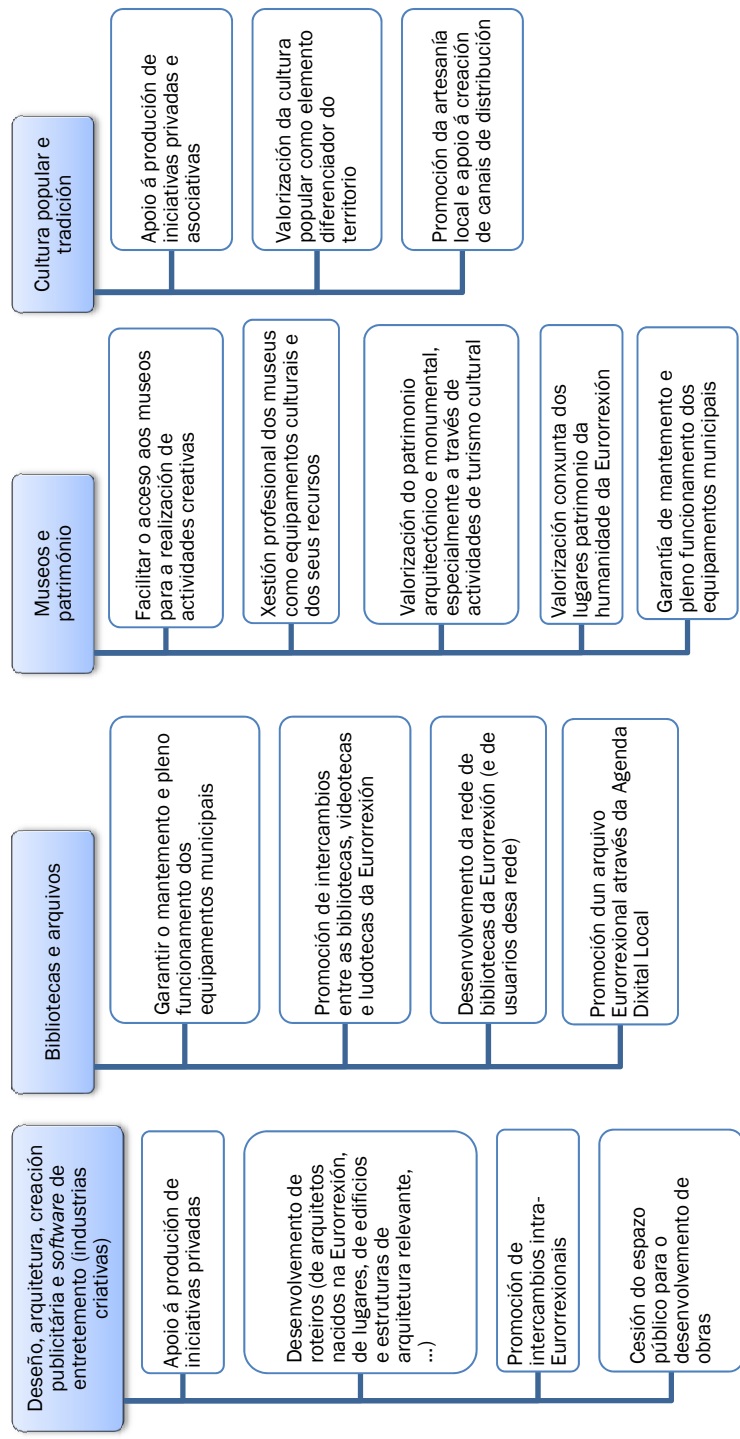 Deseño, arquitetura, creación
publicitária e software de
entretemento (industrias
criativas)
Apoio á produción de
iniciativas privadas
Desenvolvemento de
roteiros (de arquitetos
nacidos na Eurorrexión,
de lugares, de edificios
e estruturas de
arquitetura relevante,
...)
Promoción de
intercambios intra-
Eurorrexionais
Cesión do espazo
público para o
desenvolvemento de
obras
Bibliotecas e arquivos
Garantir o mantemento e pleno
funcionamento dos
equipamentos municipais
Promoción de intercambios
entre as bibliotecas, videotecas
e ludotecas da Eurorrexión
Desenvolvemento da rede de
bibliotecas da Eurorrexión (e de
usuarios desa rede)
Promoción dun arquivo
Eurorrexional através da Agenda
Dixital Local
Museos e
património
Facilitar o acceso aos museos
para a realización de
actividades creativas
Xestión profesional dos museus
como equipamentos culturais e
dos seus recursos
Valorización do patrimonio
arquitectónico e monumental,
especialmente a través de
actividades de turismo cultural
Valorización conxunta dos
lugares patrimonio da
humanidade da Eurorrexión
Garantía de mantemento e
pleno funcionamento dos
equipamentos municipais
Cultura popular e
tradición
Apoio á produción de
iniciativas privadas e
asociativas
Valorización da cultura
popular como elemento
diferenciador do
territorio
Promoción da artesanía
local e apoio á creación
de canais de distribución